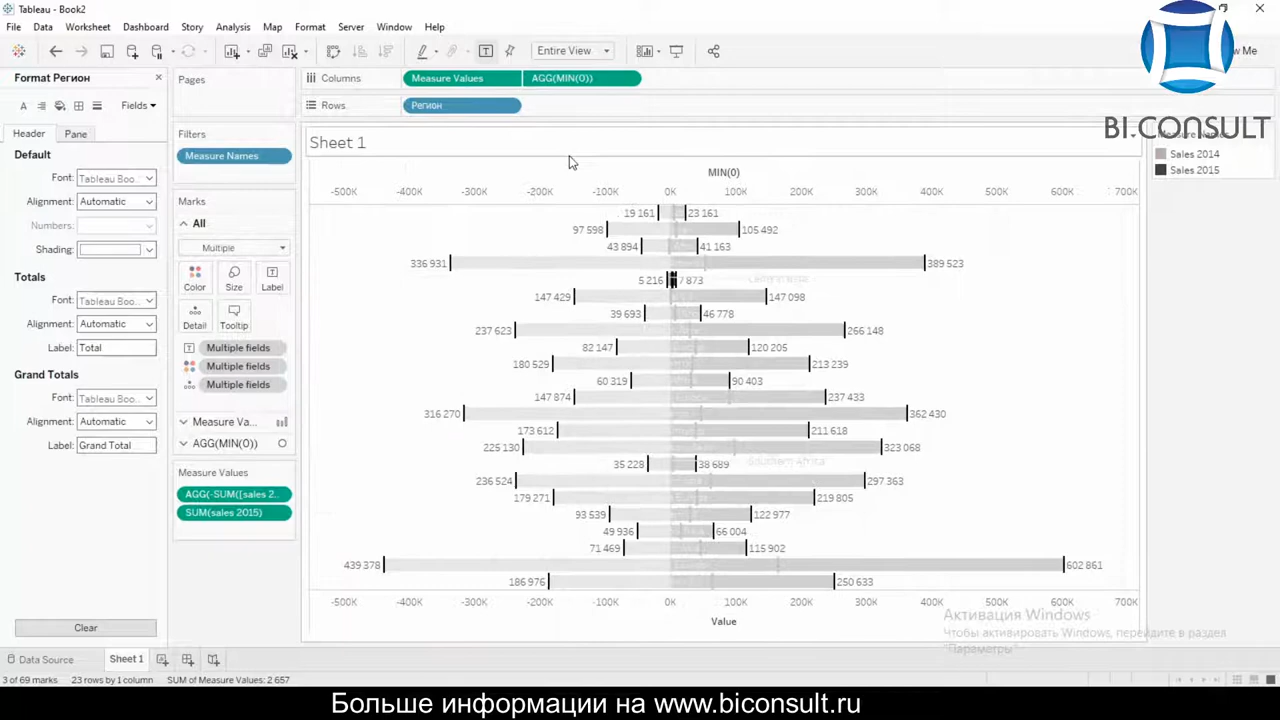 Tableau - Book2
File Data Worksheet Dashboard Story Analysis Map Format Server Window Help
Entire View
Me
BI.CONSULT
Format Регион
Fields
Header Pane
Default
Font: Tableau Boo...
Alignment: Automatic
Numbers:
Shading:
Totals
Font: Tableau Boo...
Alignment: Automatic
Label: Total
Grand Totals
Font: Tableau Boo...
Alignment: Automatic
Label: Grand Total
Clear
Pages
Filters
Measure Names
Marks
All
Multiple
Color Size Label
Detail Tooltip
Multiple fields
Multiple fields
Multiple fields
Measure Va...
AGG(MIN(0))
Measure Values
AGG(-SUM([sales 2..
SUM(sales 2015)
Columns Measure Values AGG(MIN(0))
Rows Регион
Sheet 1
MIN(0)
-500K -400K -300K -200K -100K 0K 100K 200K 300K 400K 500K 600K 700K
19 161 23 161
97 598 105 492
43 894 41 163
336 931 389 523
5 216 7 873
147 429 147 098
39 693 46 778
237 623 266 148
82 147 120 205
180 529 213 239
60 319 90 403
147 874 237 433
316 270 362 430
173 612 211 618
225 130 323 068
35 228 38 689 Southern Africa
236 524 297 363
179 271 219 805
93 539 122 977
49 936 66 004
71 469 115 902
439 378 602 861
186 976 250 633
-500K -400K -300K -200K -100K 0K 100K 200K 300K 400K 500K 600K 700K
Value
Sales 2014
Sales 2015
Активация Windows
Чтобы активировать Windows, перейдите в раздел
"Параметры"
Data Source Sheet 1
3 of 69 marks 23 rows by 1 column SUM of Measure Values: 2 657
Больше информации на www.biconsult.ru